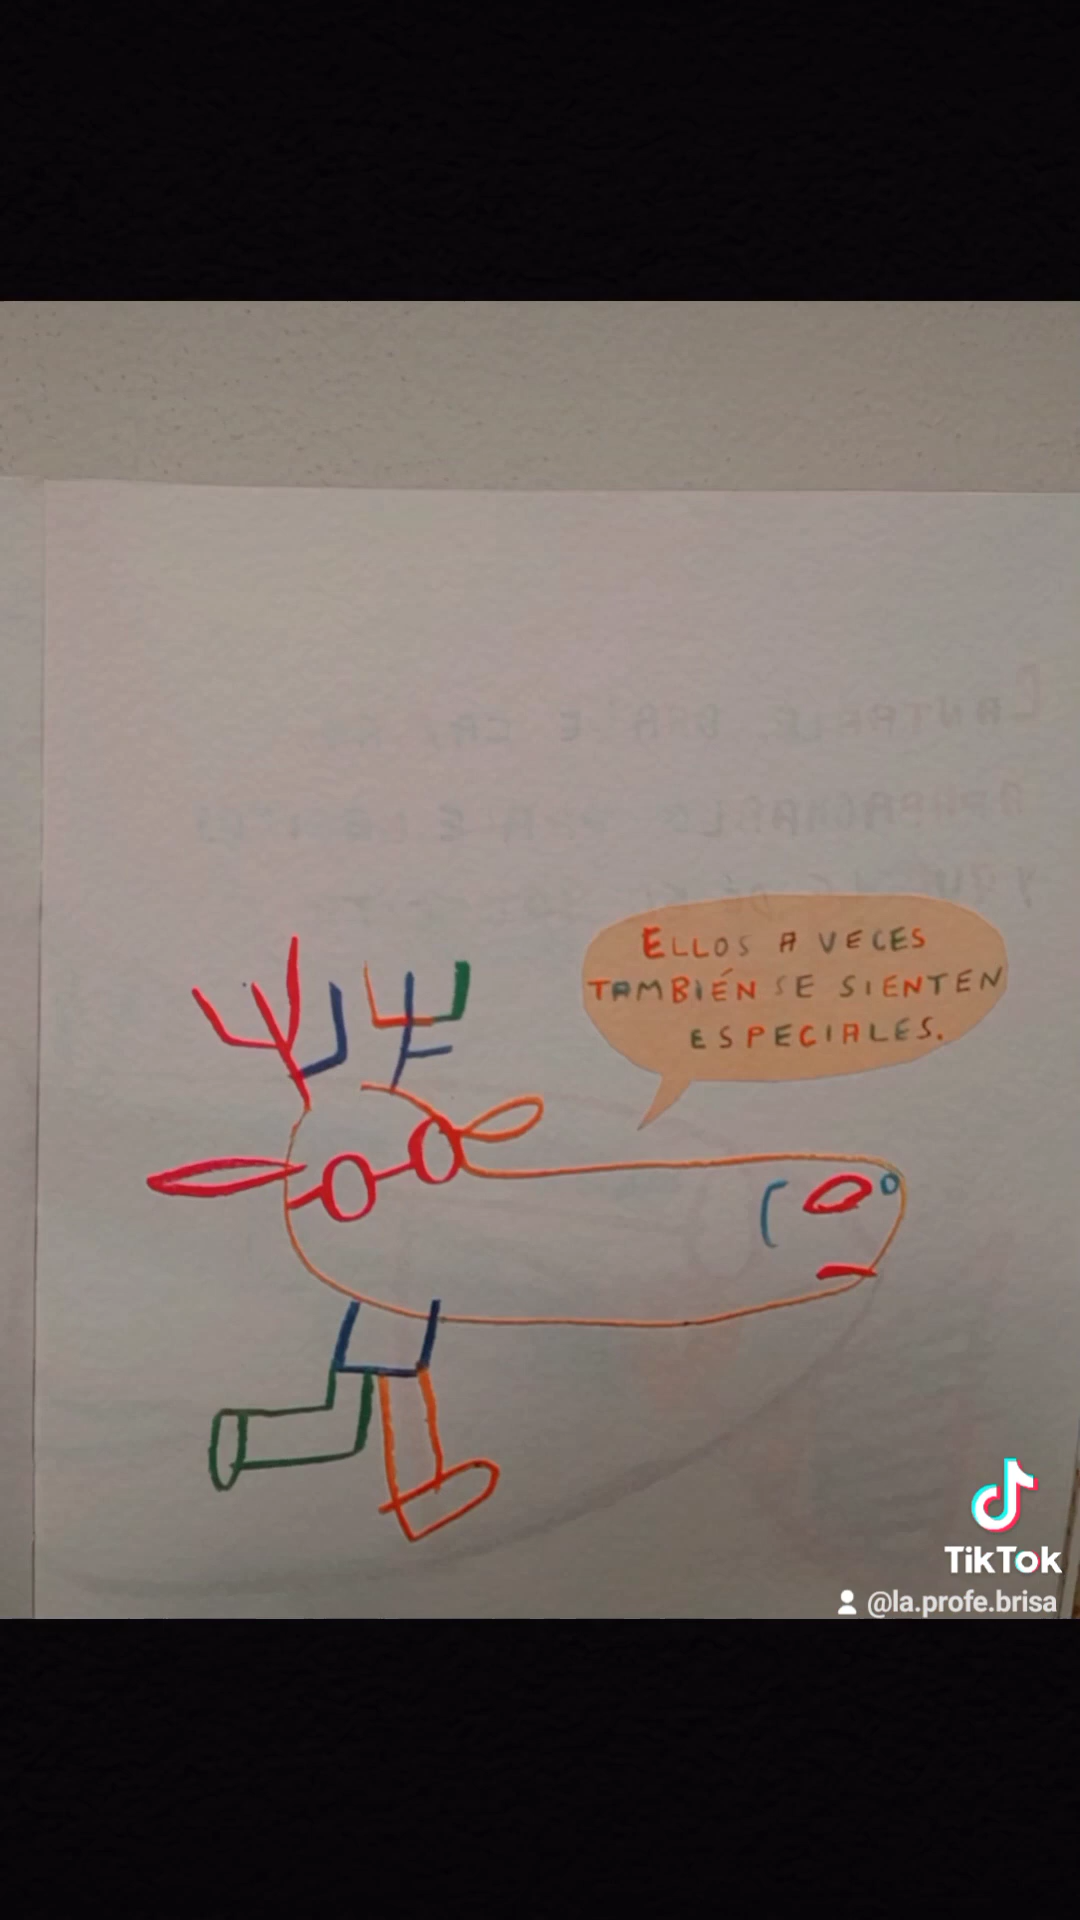 ELLOS A VECES
TAMBIÉN SE SIENTEN
ESPECIALES.
TikTok
@la.profe.brisa